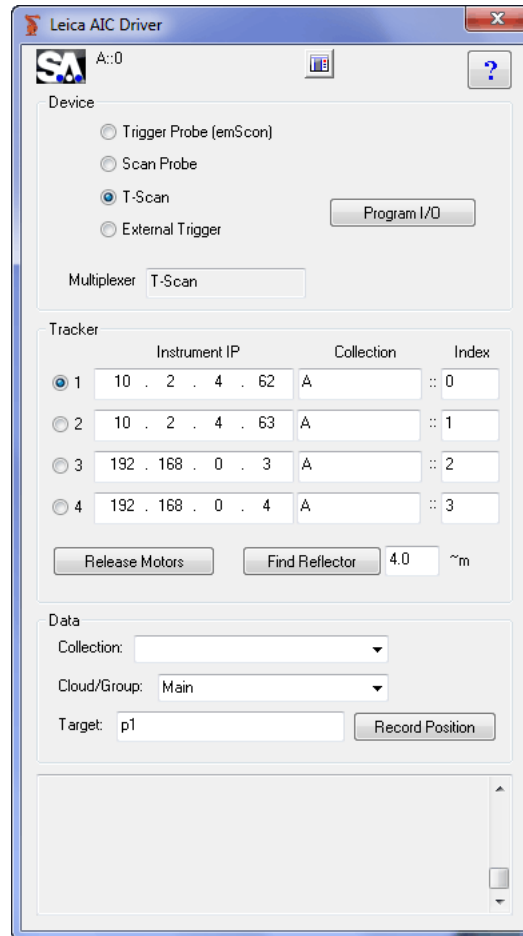 Leica AIC Driver
SA A::0 ?
Device
Trigger Probe (emScon)
Scan Probe
T-Scan
Program I/O
External Trigger
Multiplexer T-Scan
Tracker
Instrument IP Collection Index
1 10 . 2 . 4 . 62 A :: 0
2 10 . 2 . 4 . 63 A :: 1
3 192 . 168 . 0 . 3 A :: 2
4 192 . 168 . 0 . 4 A :: 3
Release Motors Find Reflector 4.0 ~m
Data
Collection:
Cloud/Group: Main
Target: p1 Record Position